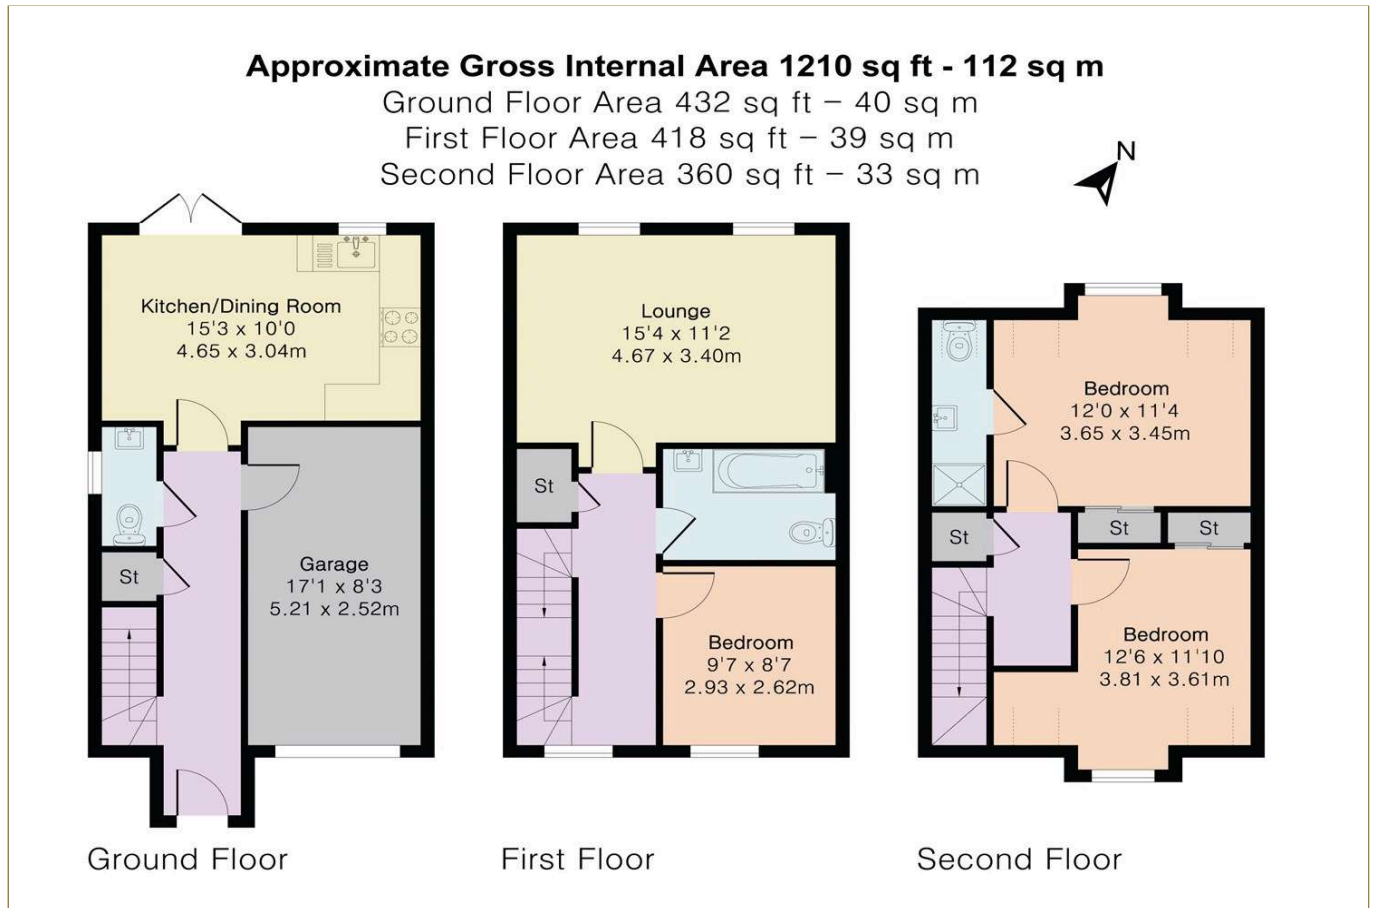 Approximate Gross Internal Area 1210 sq ft - 112 sq m
Ground Floor Area 432 sq ft – 40 sq m
First Floor Area 418 sq ft – 39 sq m
Second Floor Area 360 sq ft – 33 sq m
N
Kitchen/Dining Room
15'3 x 10'0
4.65 x 3.04m
St
Garage
17'1 x 8'3
5.21 x 2.52m
Ground Floor
Lounge
15'4 x 11'2
4.67 x 3.40m
St
Bedroom
9'7 x 8'7
2.93 x 2.62m
First Floor
Bedroom
12'0 x 11'4
3.65 x 3.45m
St
St
St
Bedroom
12'6 x 11'10
3.81 x 3.61m
Second Floor